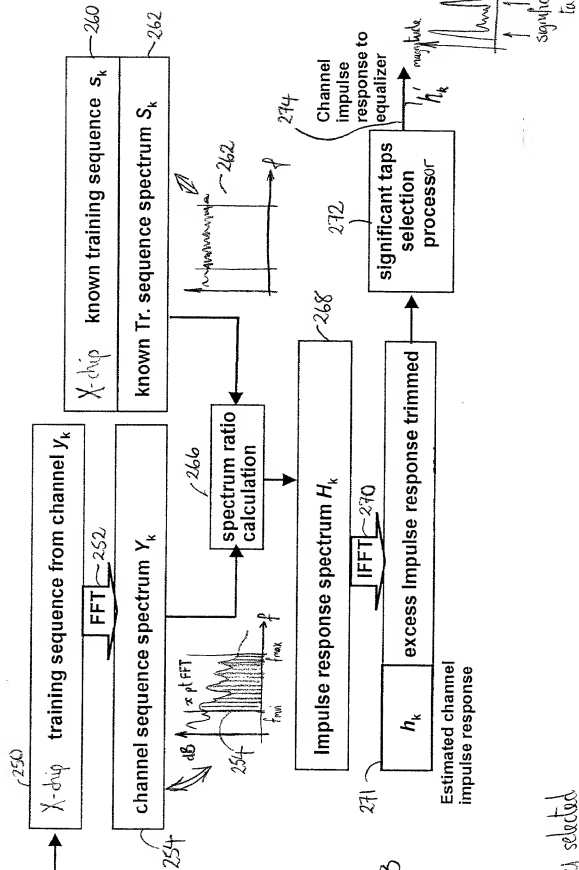 250
X-chip training sequence from channel yk
FFT 252
channel sequence spectrum Yk
254
dB
x pt FFT
254
fmin
fmax
f
X-chip known training sequence sk
260
known Tr. sequence spectrum Sk
262
262
f
266
spectrum ratio
calculation
Impulse response spectrum Hk
268
IFFT 270
271
hk
excess Impulse response trimmed
Estimated channel
impulse response
272
significant taps
selection
processor
274
Channel
impulse
response to
equalizer
h'k
magnitude
selected